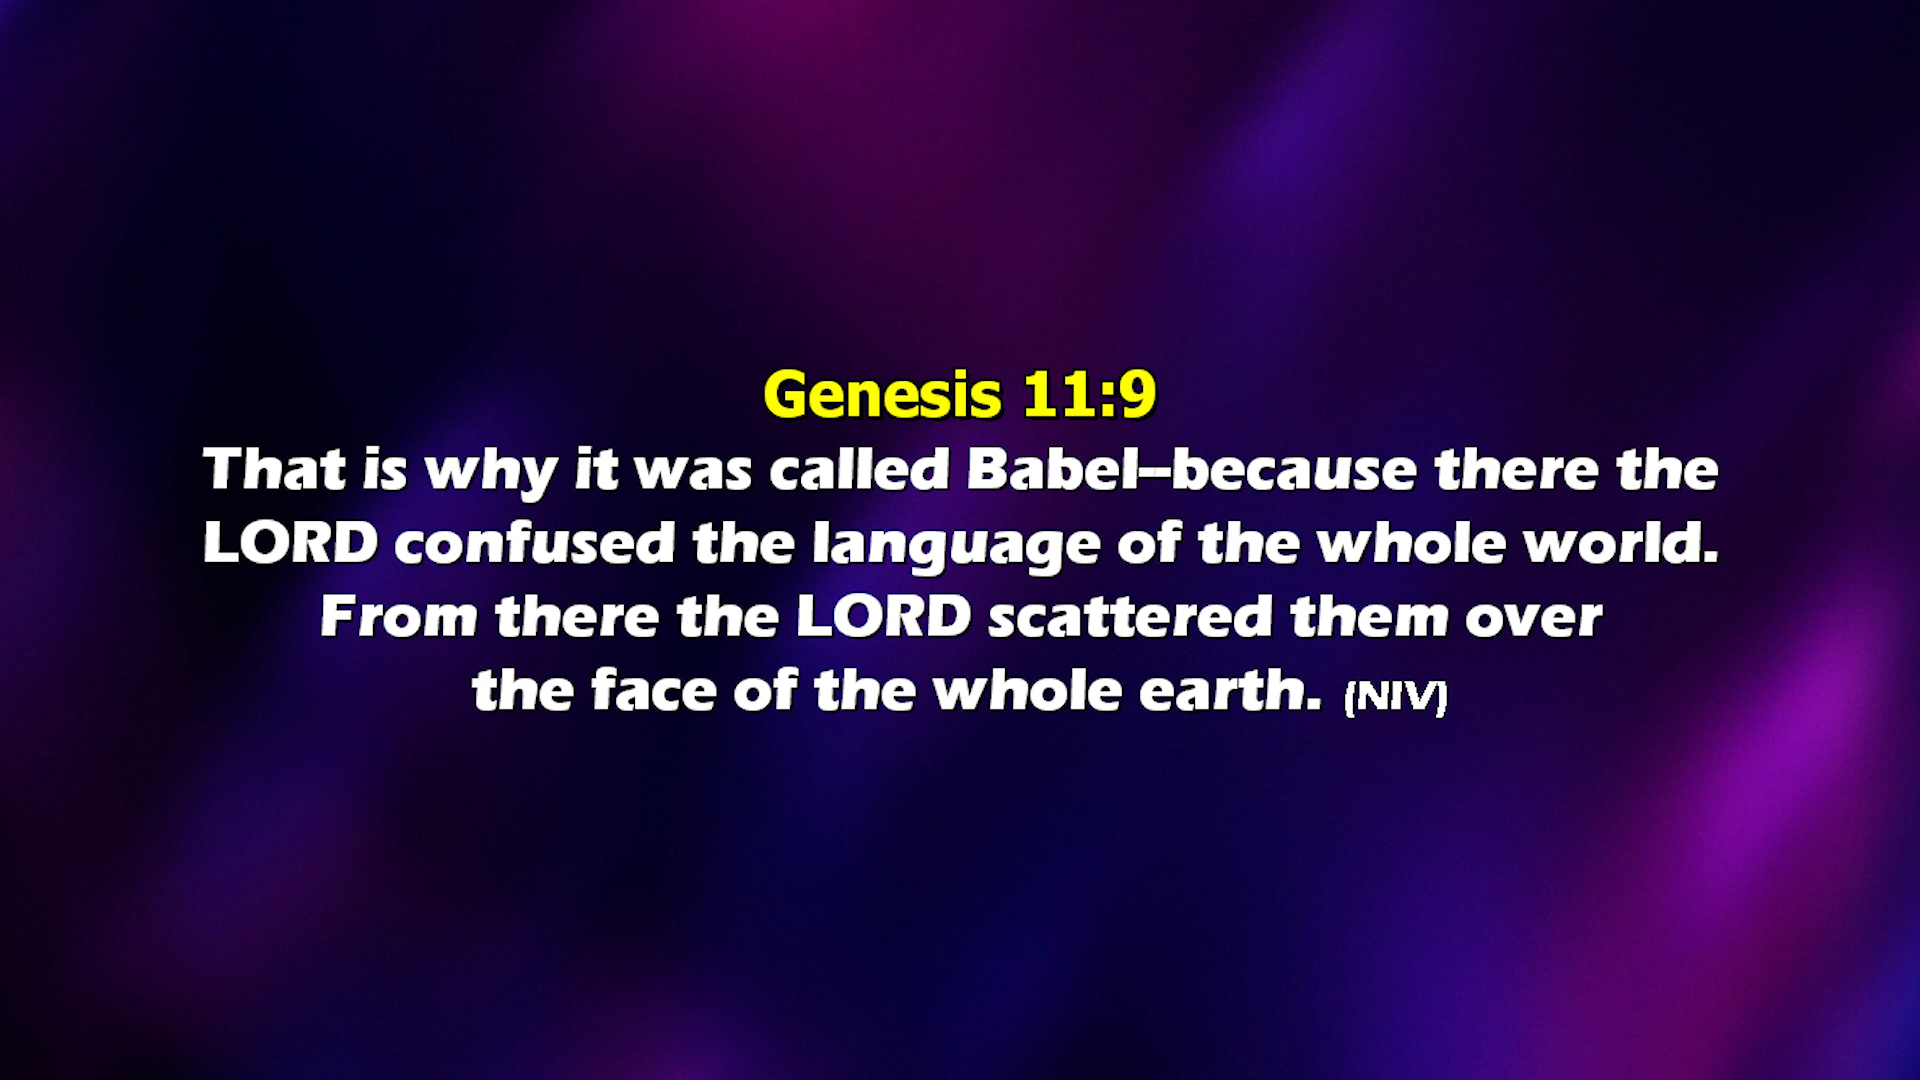 Genesis 11:9
That is why it was called Babel–because there the
LORD confused the language of the whole world.
From there the LORD scattered them over
the face of the whole earth. (NIV)